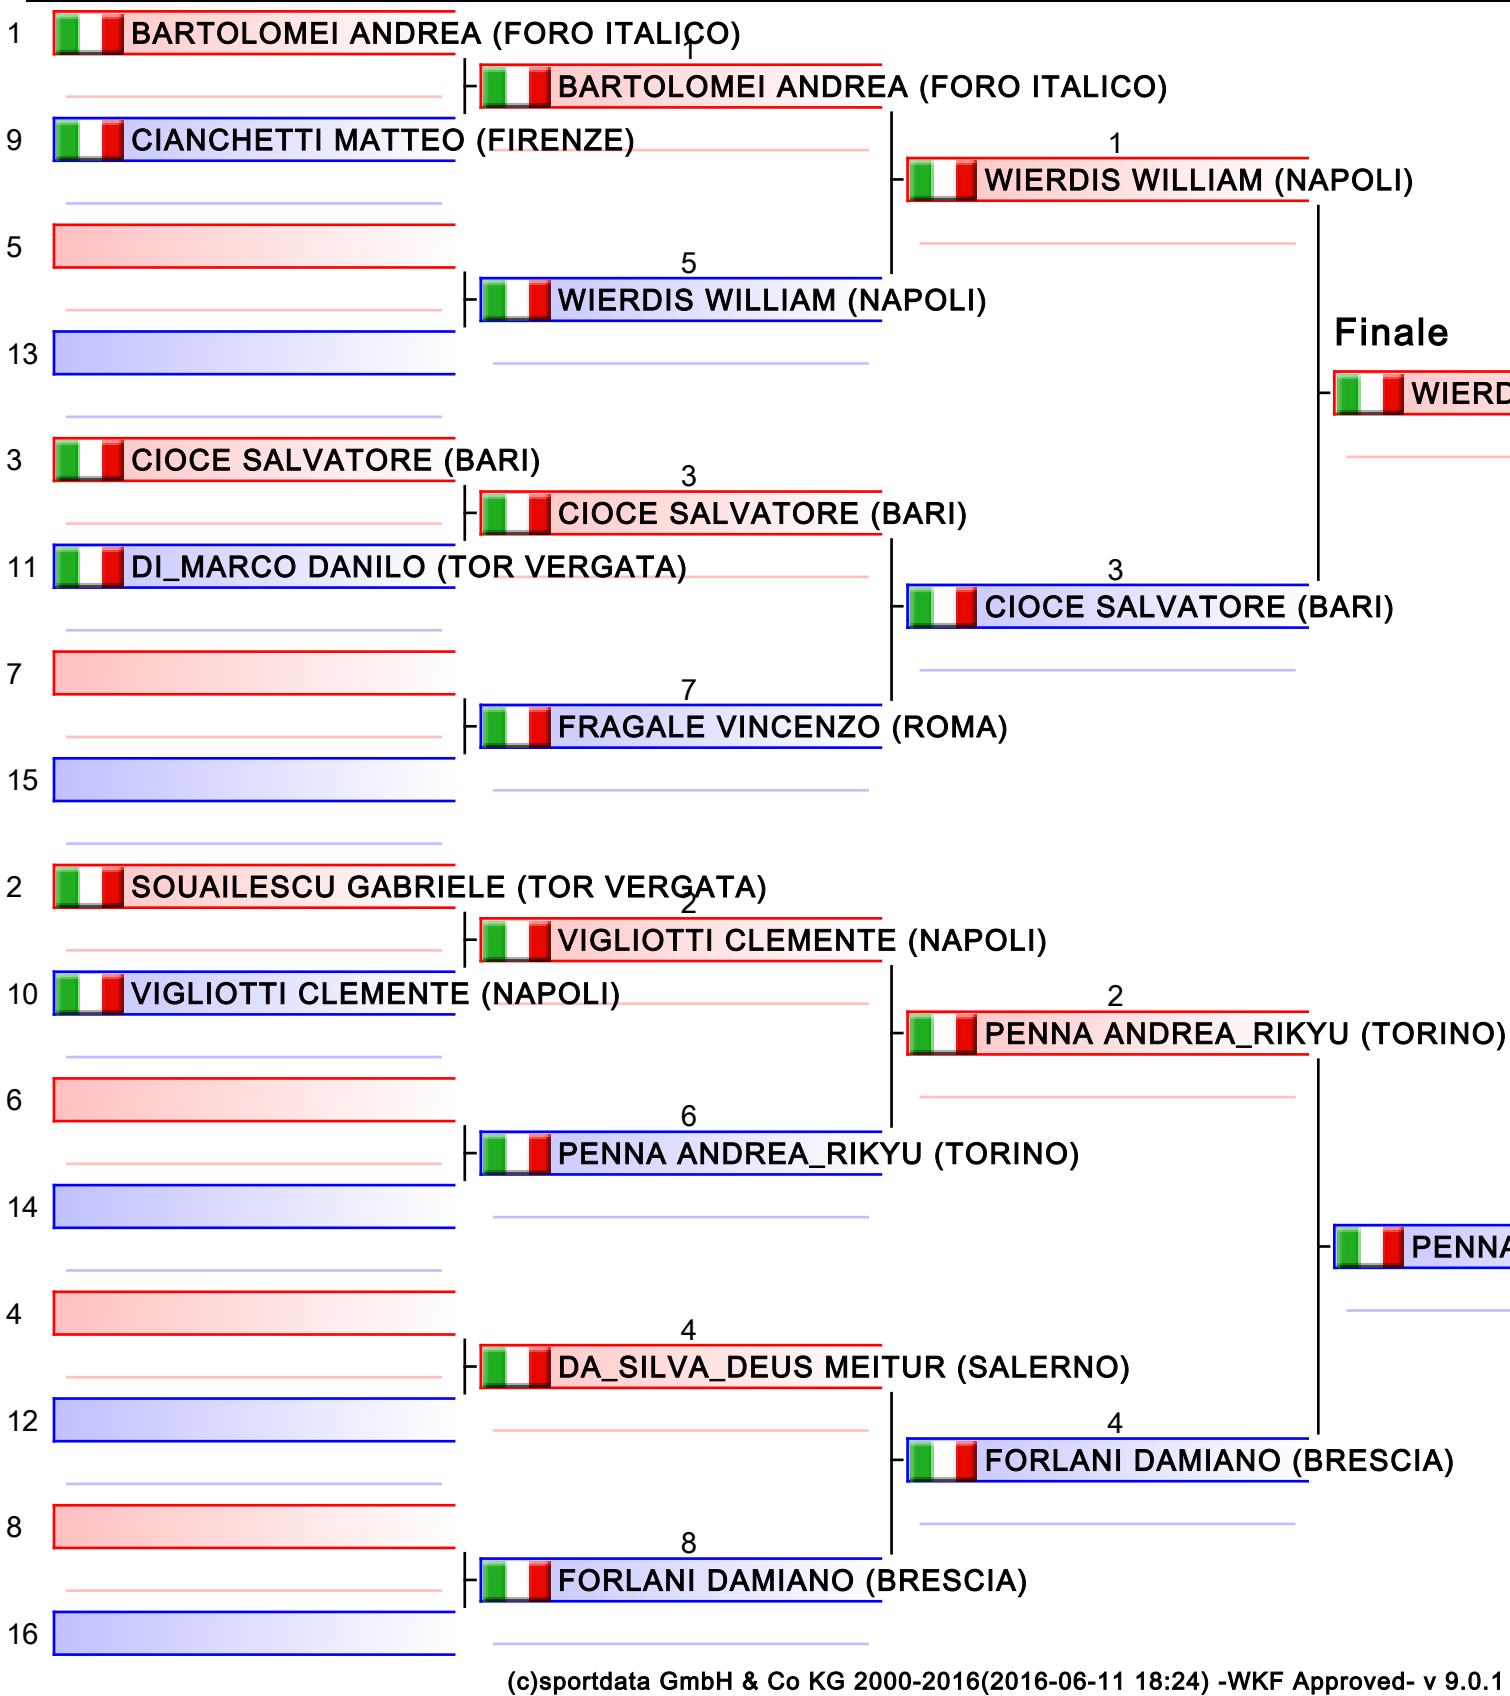 1 BARTOLOMEI ANDREA (FORO ITALICO)
1
BARTOLOMEI ANDREA (FORO ITALICO)
9 CIANCHETTI MATTEO (FIRENZE)
1
WIERDIS WILLIAM (NAPOLI)
5
5
WIERDIS WILLIAM (NAPOLI)
13
Finale
WIERD
3 CIOCE SALVATORE (BARI)
3
CIOCE SALVATORE (BARI)
11 DI_MARCO DANILO (TOR VERGATA)
3
CIOCE SALVATORE (BARI)
7
7
FRAGALE VINCENZO (ROMA)
15
2 SOUAILESCU GABRIELE (TOR VERGATA)
2
VIGLIOTTI CLEMENTE (NAPOLI)
10 VIGLIOTTI CLEMENTE (NAPOLI)
2
PENNA ANDREA_RIKYU (TORINO)
6
6
PENNA ANDREA_RIKYU (TORINO)
14
PENNA
4
4
DA_SILVA_DEUS MEITUR (SALERNO)
12
4
FORLANI DAMIANO (BRESCIA)
8
8
FORLANI DAMIANO (BRESCIA)
16
(c)sportdata GmbH & Co KG 2000-2016(2016-06-11 18:24) -WKF Approved- v 9.0.1